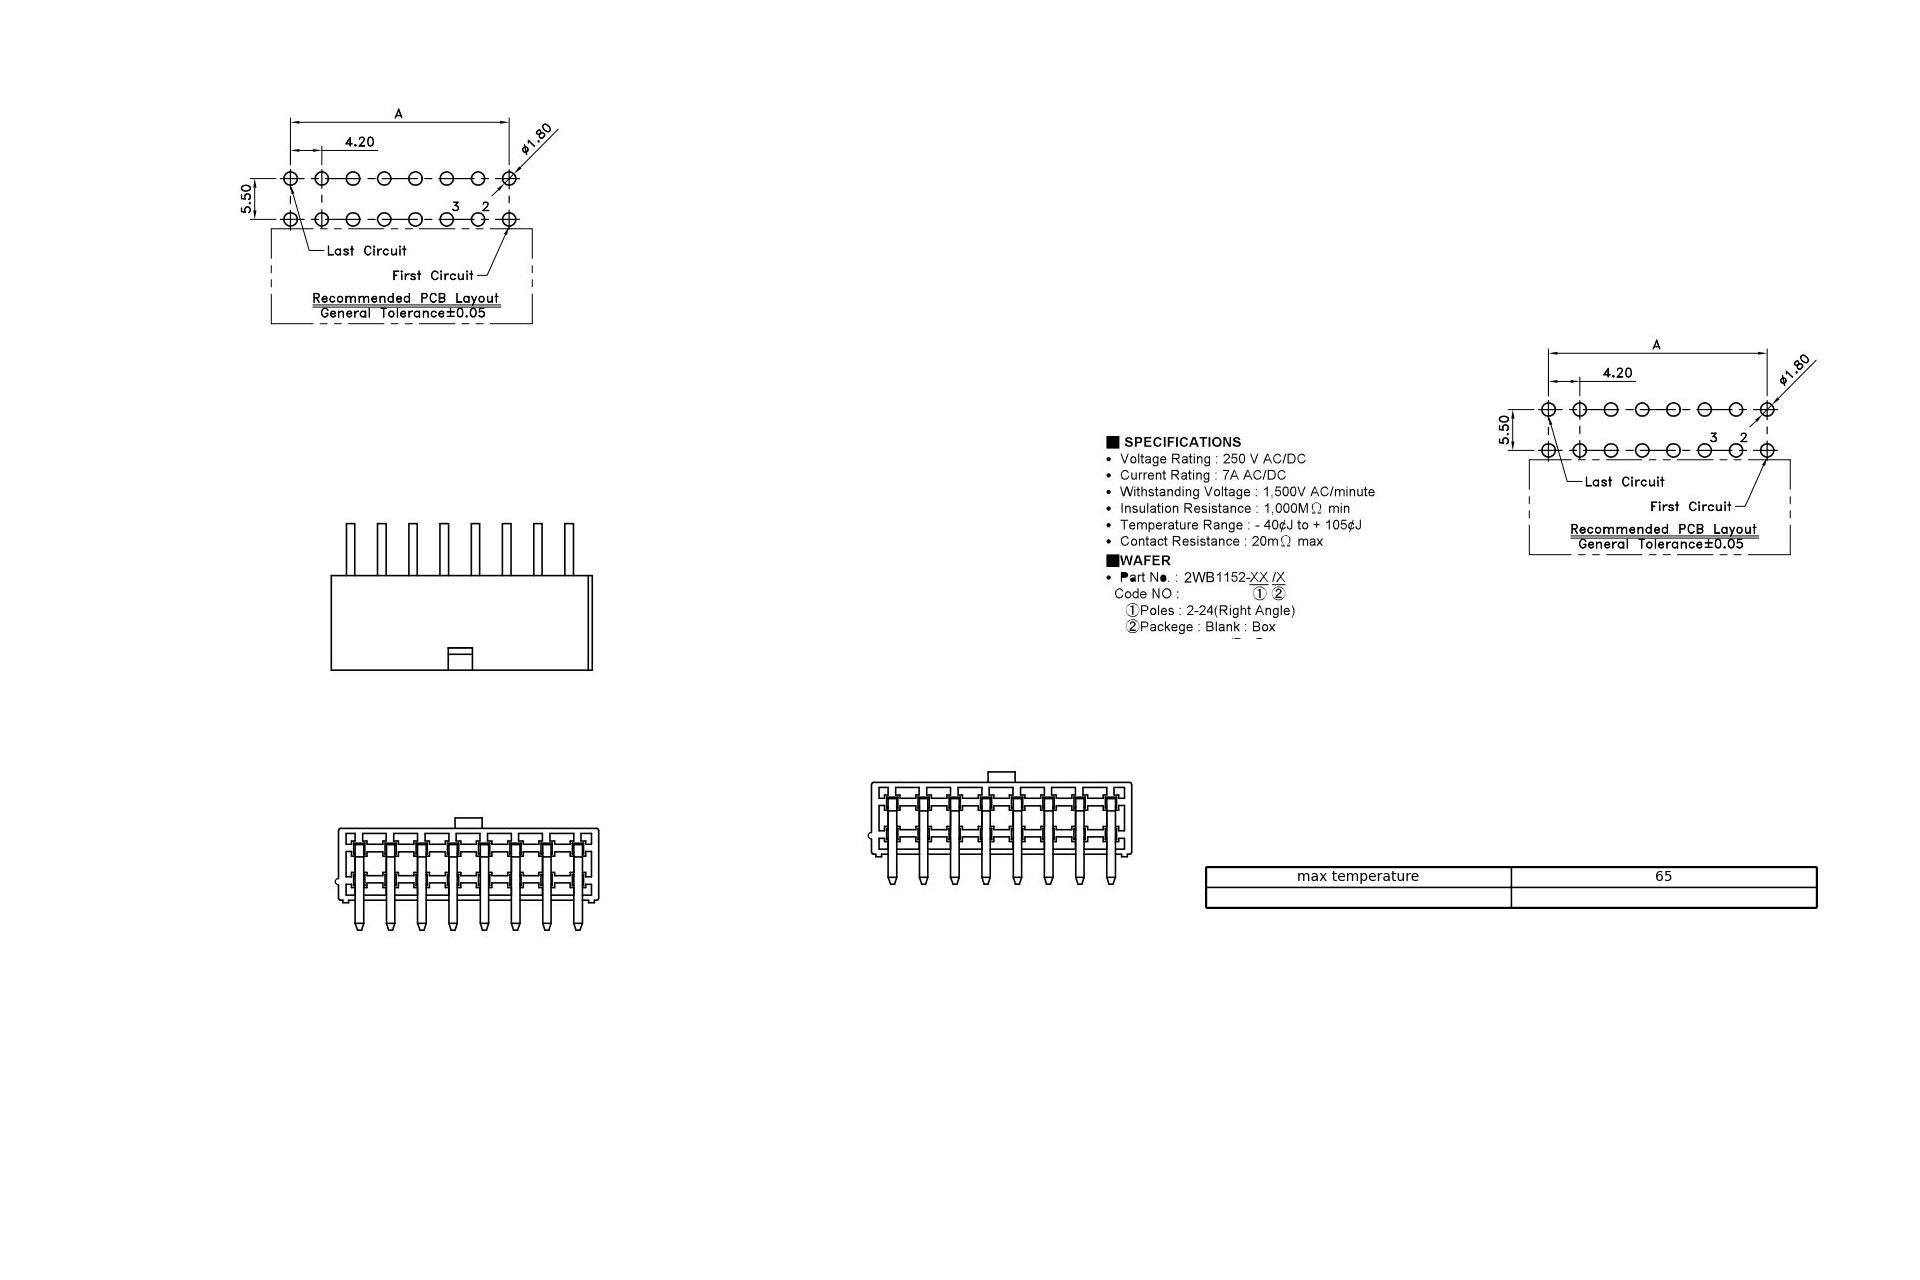 A
4.20
ø1.80
5.50
3 2
Last Circuit
First Circuit
Recommended PCB Layout
General Tolerance±0.05
A
4.20
ø1.80
5.50
3 2
Last Circuit
First Circuit
Recommended PCB Layout
General Tolerance±0.05
■ SPECIFICATIONS
• Voltage Rating : 250 V AC/DC
• Current Rating : 7A AC/DC
• Withstanding Voltage : 1,500V AC/minute
• Insulation Resistance : 1,000MΩ min
• Temperature Range : - 40¢J to + 105¢J
• Contact Resistance : 20mΩ max
■WAFER
• Part No. : 2WB1152-XX /X
Code NO : ① ②
①Poles : 2-24(Right Angle)
②Packege : Blank : Box
max temperature 65